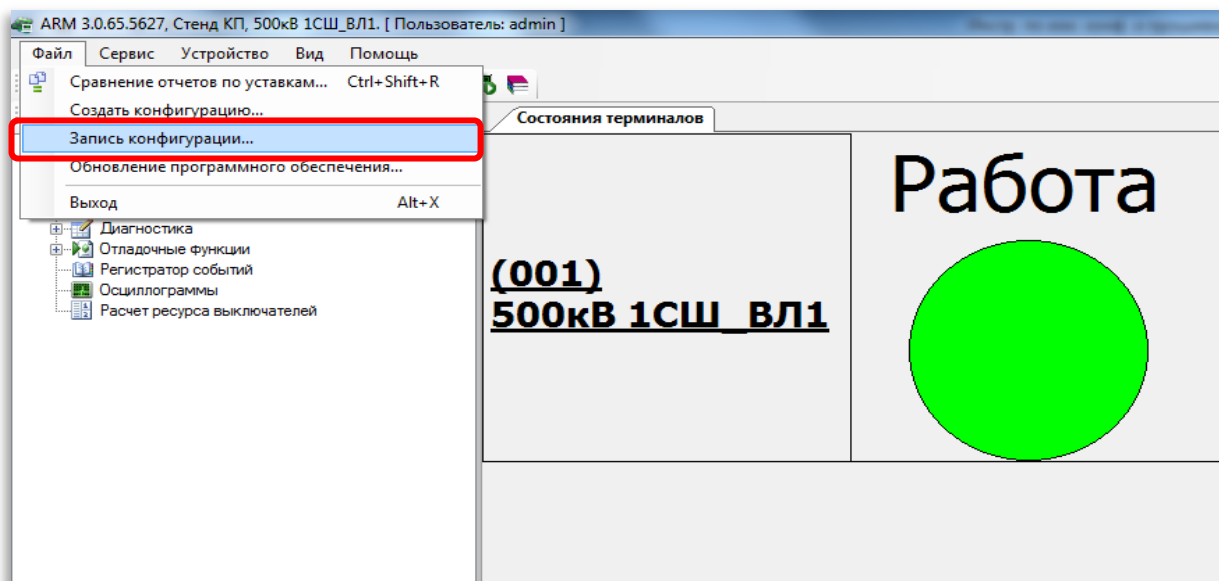 ARM 3.0.65.5627, Стенд КП, 500кВ 1СШ_ВЛ1. [ Пользователь: admin ]
Файл Сервис Устройство Вид Помощь
Сравнение отчетов по уставкам... Ctrl+Shift+R
Создать конфигурацию...
Запись конфигурации...
Обновление программного обеспечения...
Выход Alt+X
Диагностика
Отладочные функции
Регистратор событий
Осциллограммы
Расчет ресурса выключателей
Состояния терминалов
(001)
500кВ 1СШ_ВЛ1
Работа